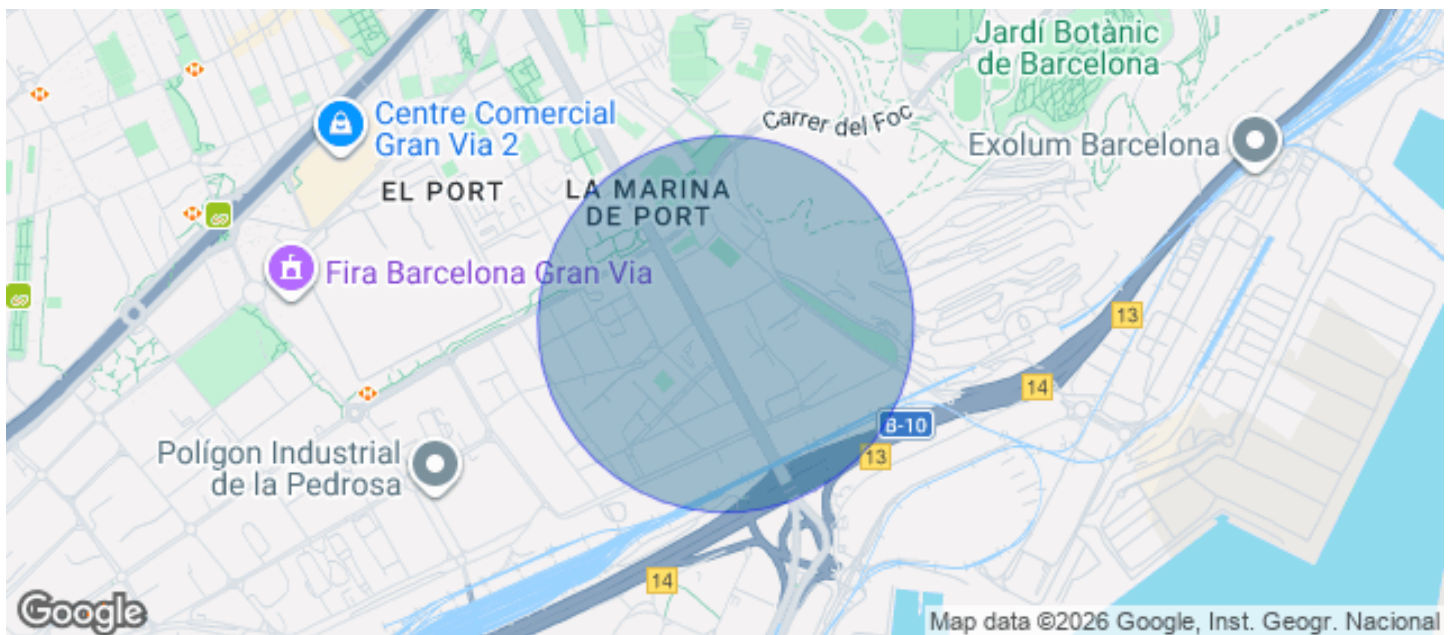 Jardí Botànic
de Barcelona
Carrer del Foc
Centre Comercial
Gran Via 2
Exolum Barcelona
EL PORT
LA MARINA
DE PORT
Fira Barcelona Gran Via
13
14
B-10
13
Polígon Industrial
de la Pedrosa
14
Google
Map data ©2026 Google, Inst. Geogr. Nacional